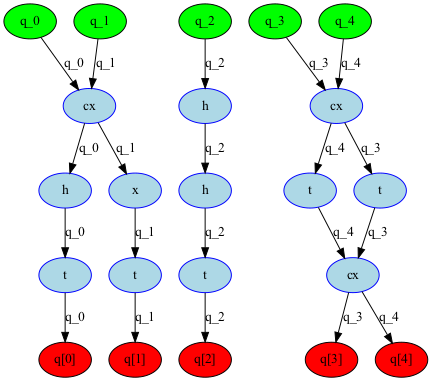 q_0 q_1 q_2 q_3 q_4
q_0 q_1 q_2 q_3 q_4
cx h cx
q_0 q_1 q_2 q_4 q_3
h x h t t
q_0 q_1 q_2 q_4 q_3
t t t cx
q_0 q_1 q_2 q_3 q_4
q[0] q[1] q[2] q[3] q[4]